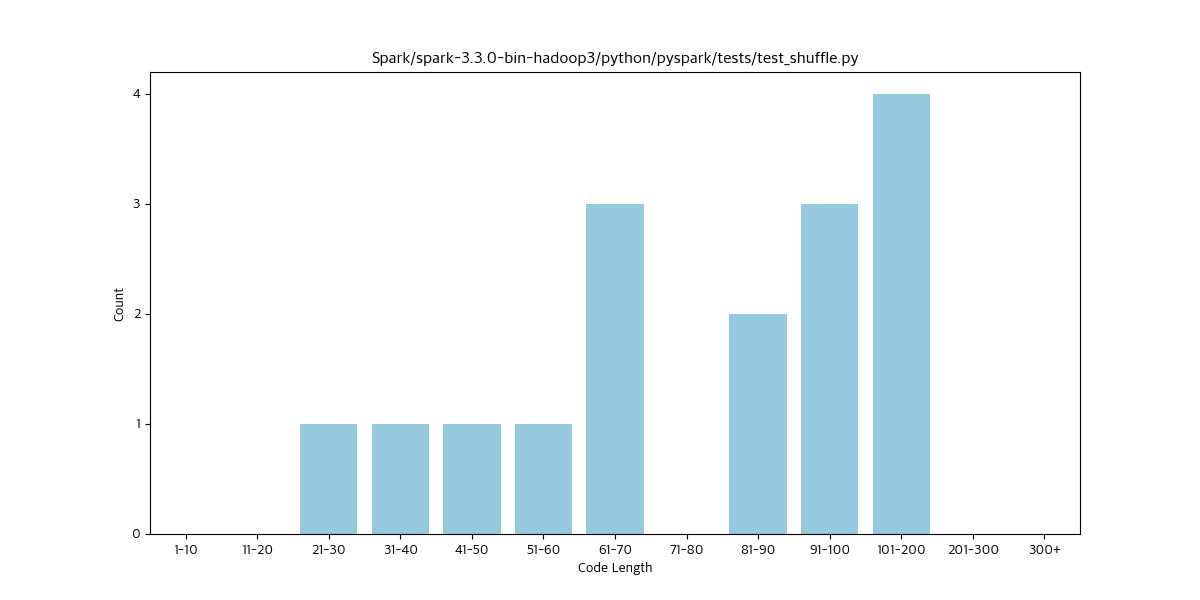 Spark/spark-3.3.0-bin-hadoop3/python/pyspark/tests/test_shuffle.py
4
3
2
1
0
Count
1-10 11-20 21-30 31-40 41-50 51-60 61-70 71-80 81-90 91-100 101-200 201-300 300+
Code Length